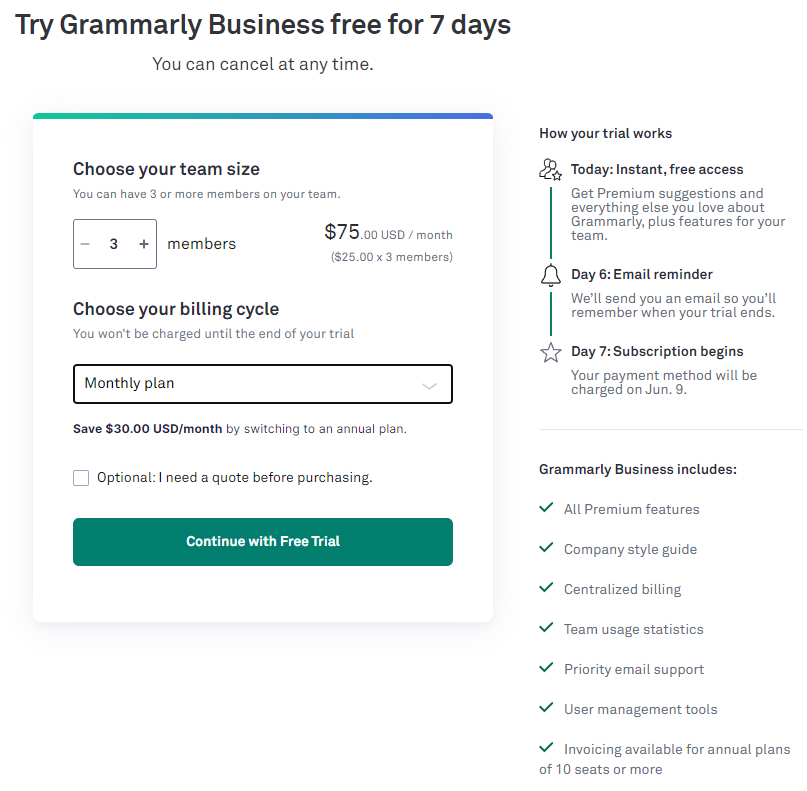 Try Grammarly Business free for 7 days
You can cancel at any time.
Choose your team size
You can have 3 or more members on your team.
− 3 + members
$75.00 USD / month
($25.00 x 3 members)
Choose your billing cycle
You won’t be charged until the end of your trial
Monthly plan
Save $30.00 USD/month by switching to an annual plan.
Optional: I need a quote before purchasing.
Continue with Free Trial
How your trial works
Today: Instant, free access
Get Premium suggestions and
everything else you love about
Grammarly, plus features for your
team.
Day 6: Email reminder
We’ll send you an email so you’ll
remember when your trial ends.
Day 7: Subscription begins
Your payment method will be
charged on Jun. 9.
Grammarly Business includes:
All Premium features
Company style guide
Centralized billing
Team usage statistics
Priority email support
User management tools
Invoicing available for annual plans
of 10 seats or more